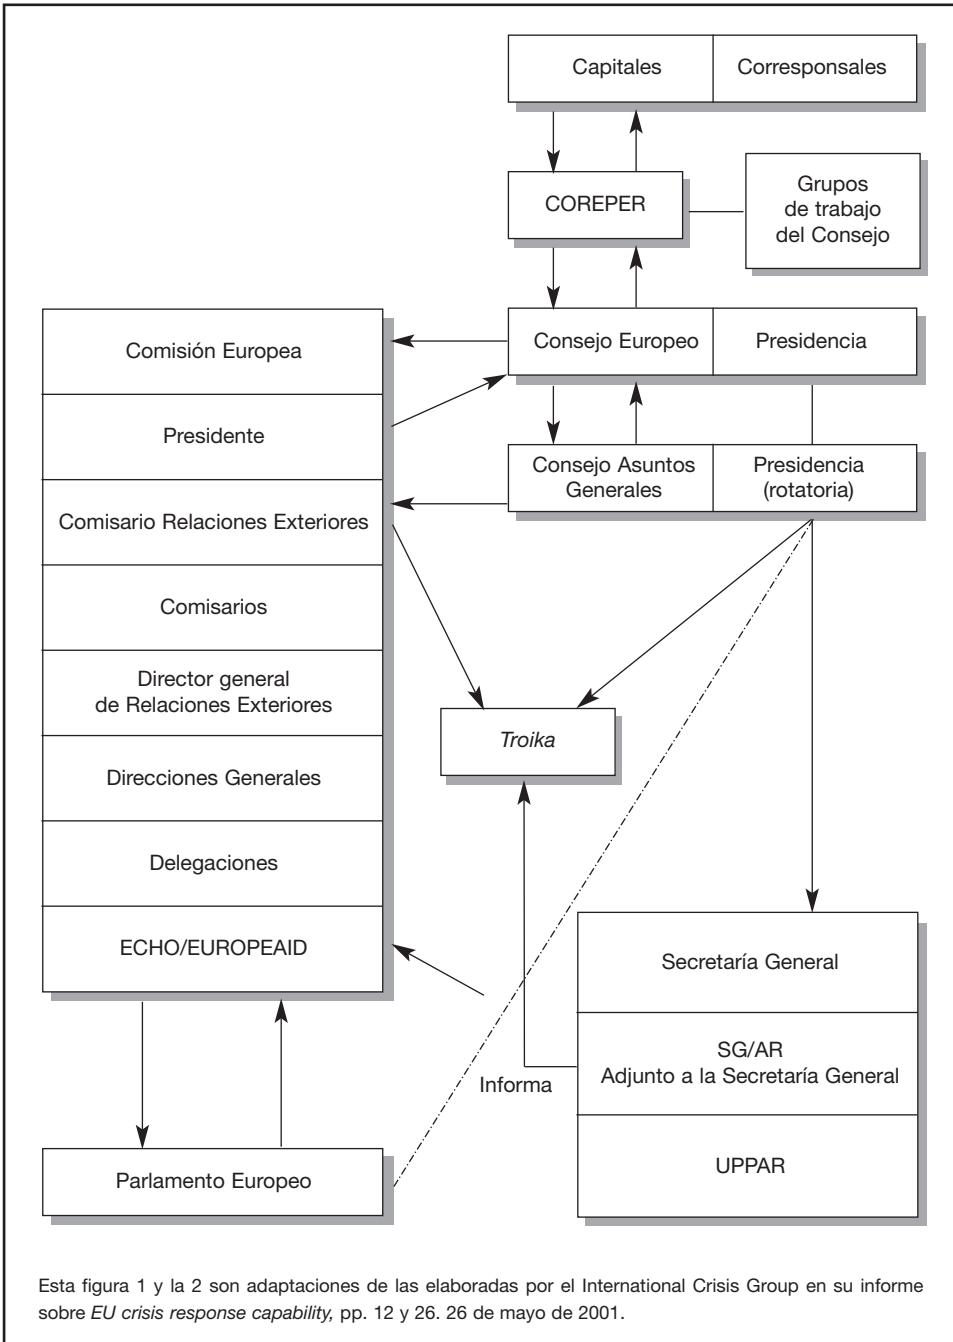 Capitales
Corresponsales
COREPER
Grupos
de trabajo
del Consejo
Comisión Europea
Consejo Europeo
Presidencia
Presidente
Consejo Asuntos
Generales
Presidencia
(rotatoria)
Comisario Relaciones Exteriores
Comisarios
Director general
de Relaciones Exteriores
Troika
Direcciones Generales
Delegaciones
ECHO/EUROPEAID
Secretaría General
SG/AR
Adjunto a la Secretaría General
Informa
UPPAR
Parlamento Europeo
Esta figura 1 y la 2 son adaptaciones de las elaboradas por el International Crisis Group en su informe
sobre EU crisis response capability, pp. 12 y 26. 26 de mayo de 2001.